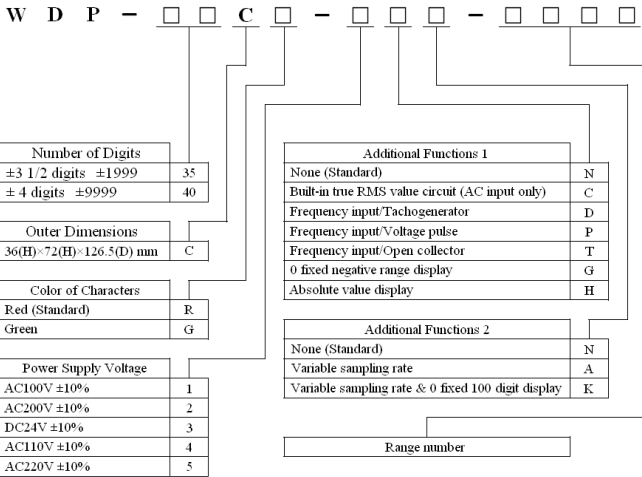 W D P - □ □ C □ - □ □ □ - □ □ □ □
Number of Digits
±3 1/2 digits ±1999 35
± 4 digits ±9999 40
Outer Dimensions
36(H)×72(H)×126.5(D) mm C
Color of Characters
Red (Standard) R
Green G
Power Supply Voltage
AC100V ±10% 1
AC200V ±10% 2
DC24V ±10% 3
AC110V ±10% 4
AC220V ±10% 5
Additional Functions 1
None (Standard) N
Built-in true RMS value circuit (AC input only) C
Frequency input/Tachogenerator D
Frequency input/Voltage pulse P
Frequency input/Open collector T
0 fixed negative range display G
Absolute value display H
Additional Functions 2
None (Standard) N
Variable sampling rate A
Variable sampling rate & 0 fixed 100 digit display K
Range number